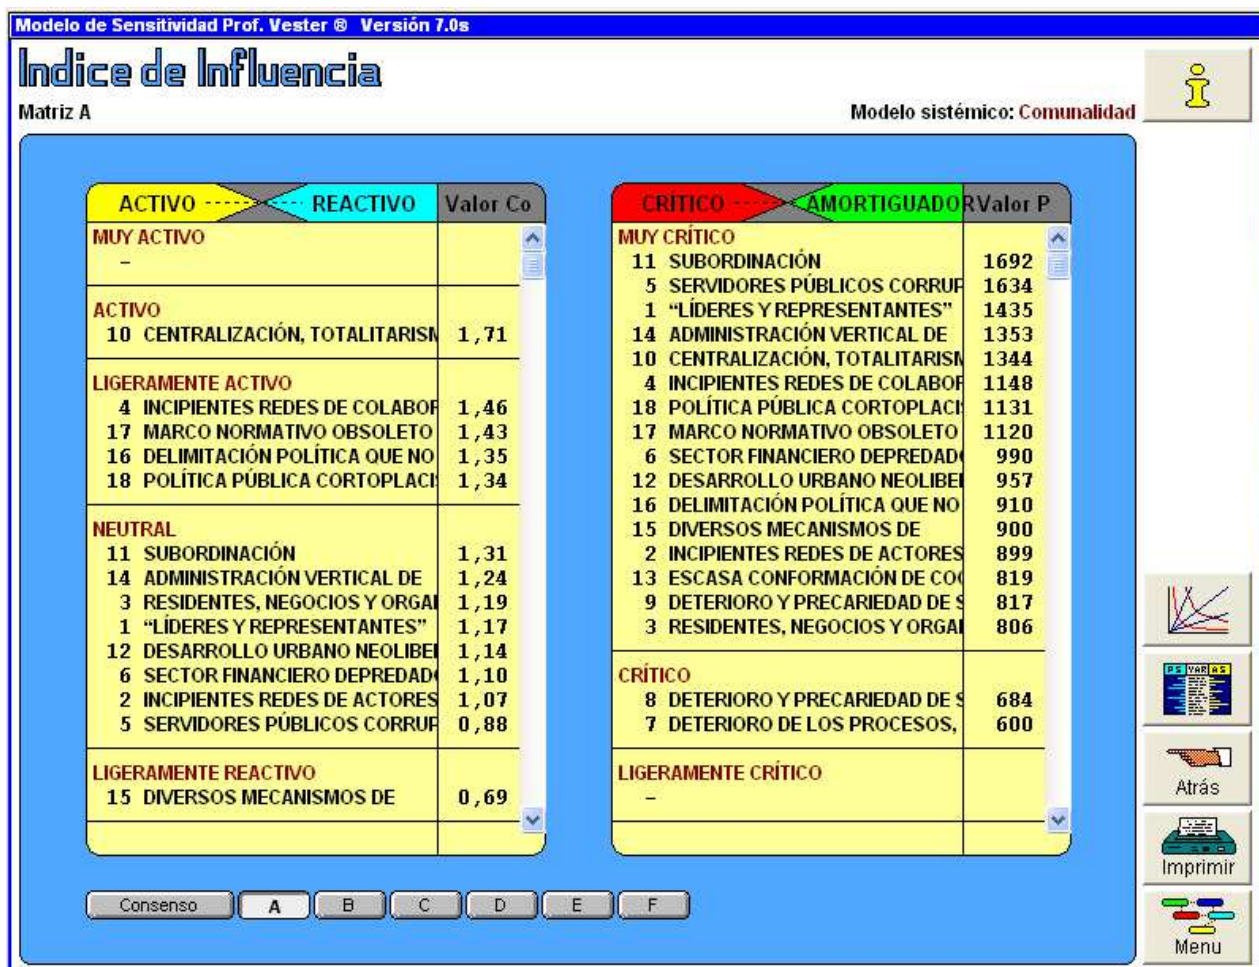 Modelo de Sensitividad Prof. Vester ® Versión 7.0s
Indice de Influencia
Matriz A
Modelo sistémico: Comunalidad
ACTIVO REACTIVO Valor Co
MUY ACTIVO
–
ACTIVO
10 CENTRALIZACIÓN, TOTALITARISM 1,71
LIGERAMENTE ACTIVO
4 INCIPIENTES REDES DE COLABOR 1,46
17 MARCO NORMATIVO OBSOLETO 1,43
16 DELIMITACIÓN POLÍTICA QUE NO 1,35
18 POLÍTICA PÚBLICA CORTOPLACI 1,34
NEUTRAL
11 SUBORDINACIÓN 1,31
14 ADMINISTRACIÓN VERTICAL DE 1,24
3 RESIDENTES, NEGOCIOS Y ORGAI 1,19
1 “LÍDERES Y REPRESENTANTES” 1,17
12 DESARROLLO URBANO NEOLIBEI 1,14
6 SECTOR FINANCIERO DEPREDAD 1,10
2 INCIPIENTES REDES DE ACTORES 1,07
5 SERVIDORES PÚBLICOS CORRUP 0,88
LIGERAMENTE REACTIVO
15 DIVERSOS MECANISMOS DE 0,69
CRÍTICO AMORTIGUADOR Valor P
MUY CRÍTICO
11 SUBORDINACIÓN 1692
5 SERVIDORES PÚBLICOS CORRUP 1634
1 “LÍDERES Y REPRESENTANTES” 1435
14 ADMINISTRACIÓN VERTICAL DE 1353
10 CENTRALIZACIÓN, TOTALITARISM 1344
4 INCIPIENTES REDES DE COLABOR 1148
18 POLÍTICA PÚBLICA CORTOPLACI 1131
17 MARCO NORMATIVO OBSOLETO 1120
6 SECTOR FINANCIERO DEPREDAD 990
12 DESARROLLO URBANO NEOLIBEI 957
16 DELIMITACIÓN POLÍTICA QUE NO 910
15 DIVERSOS MECANISMOS DE 900
2 INCIPIENTES REDES DE ACTORES 899
13 ESCASA CONFORMACIÓN DE COO 819
9 DETERIORO Y PRECARIEDAD DE S 817
3 RESIDENTES, NEGOCIOS Y ORGAI 806
CRÍTICO
8 DETERIORO Y PRECARIEDAD DE S 684
7 DETERIORO DE LOS PROCESOS, 600
LIGERAMENTE CRÍTICO
–
PS VAR AS
Atrás
Imprimir
Menu
Consenso A B C D E F